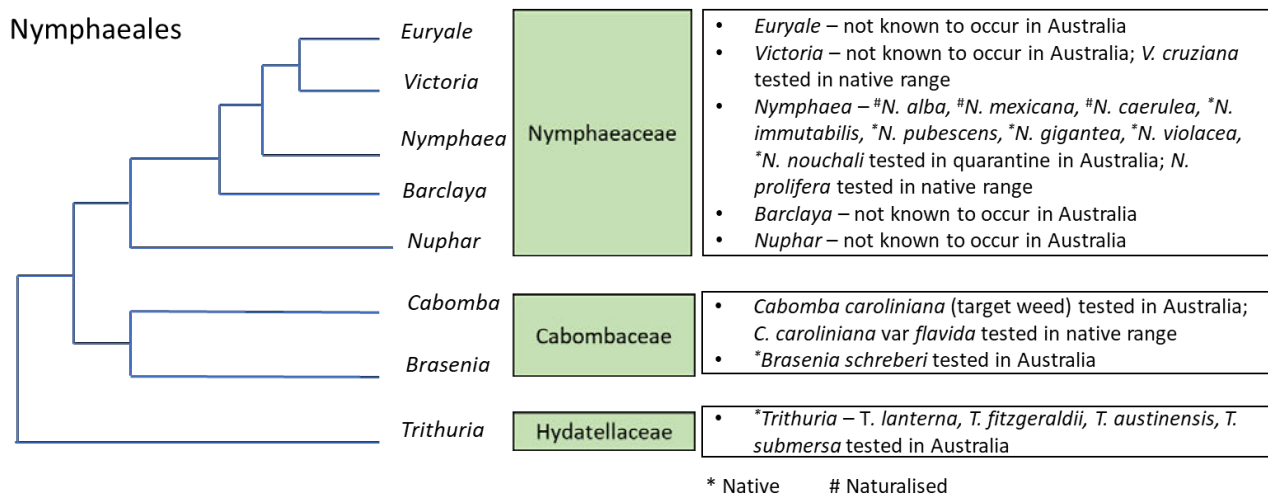 Nymphaeales
Euryale
Victoria
Nymphaea
Barclaya
Nuphar
Nymphaeaceae
• Euryale – not known to occur in Australia
• Victoria – not known to occur in Australia; V. cruziana
tested in native range
• Nymphaea – #N. alba, #N. mexicana, #N. caerulea, *N.
immutabilis, *N. pubescens, *N. gigantea, *N. violacea,
*N. nouchali tested in quarantine in Australia; N.
prolifera tested in native range
• Barclaya – not known to occur in Australia
• Nuphar – not known to occur in Australia
Cabomba
Brasenia
Cabombaceae
• Cabomba caroliniana (target weed) tested in Australia;
C. caroliniana var flavida tested in native range
• *Brasenia schreberi tested in Australia
Trithuria
Hydatellaceae
• *Trithuria – T. lanterna, T. fitzgeraldii, T. austinensis, T.
submersa tested in Australia
* Native # Naturalised